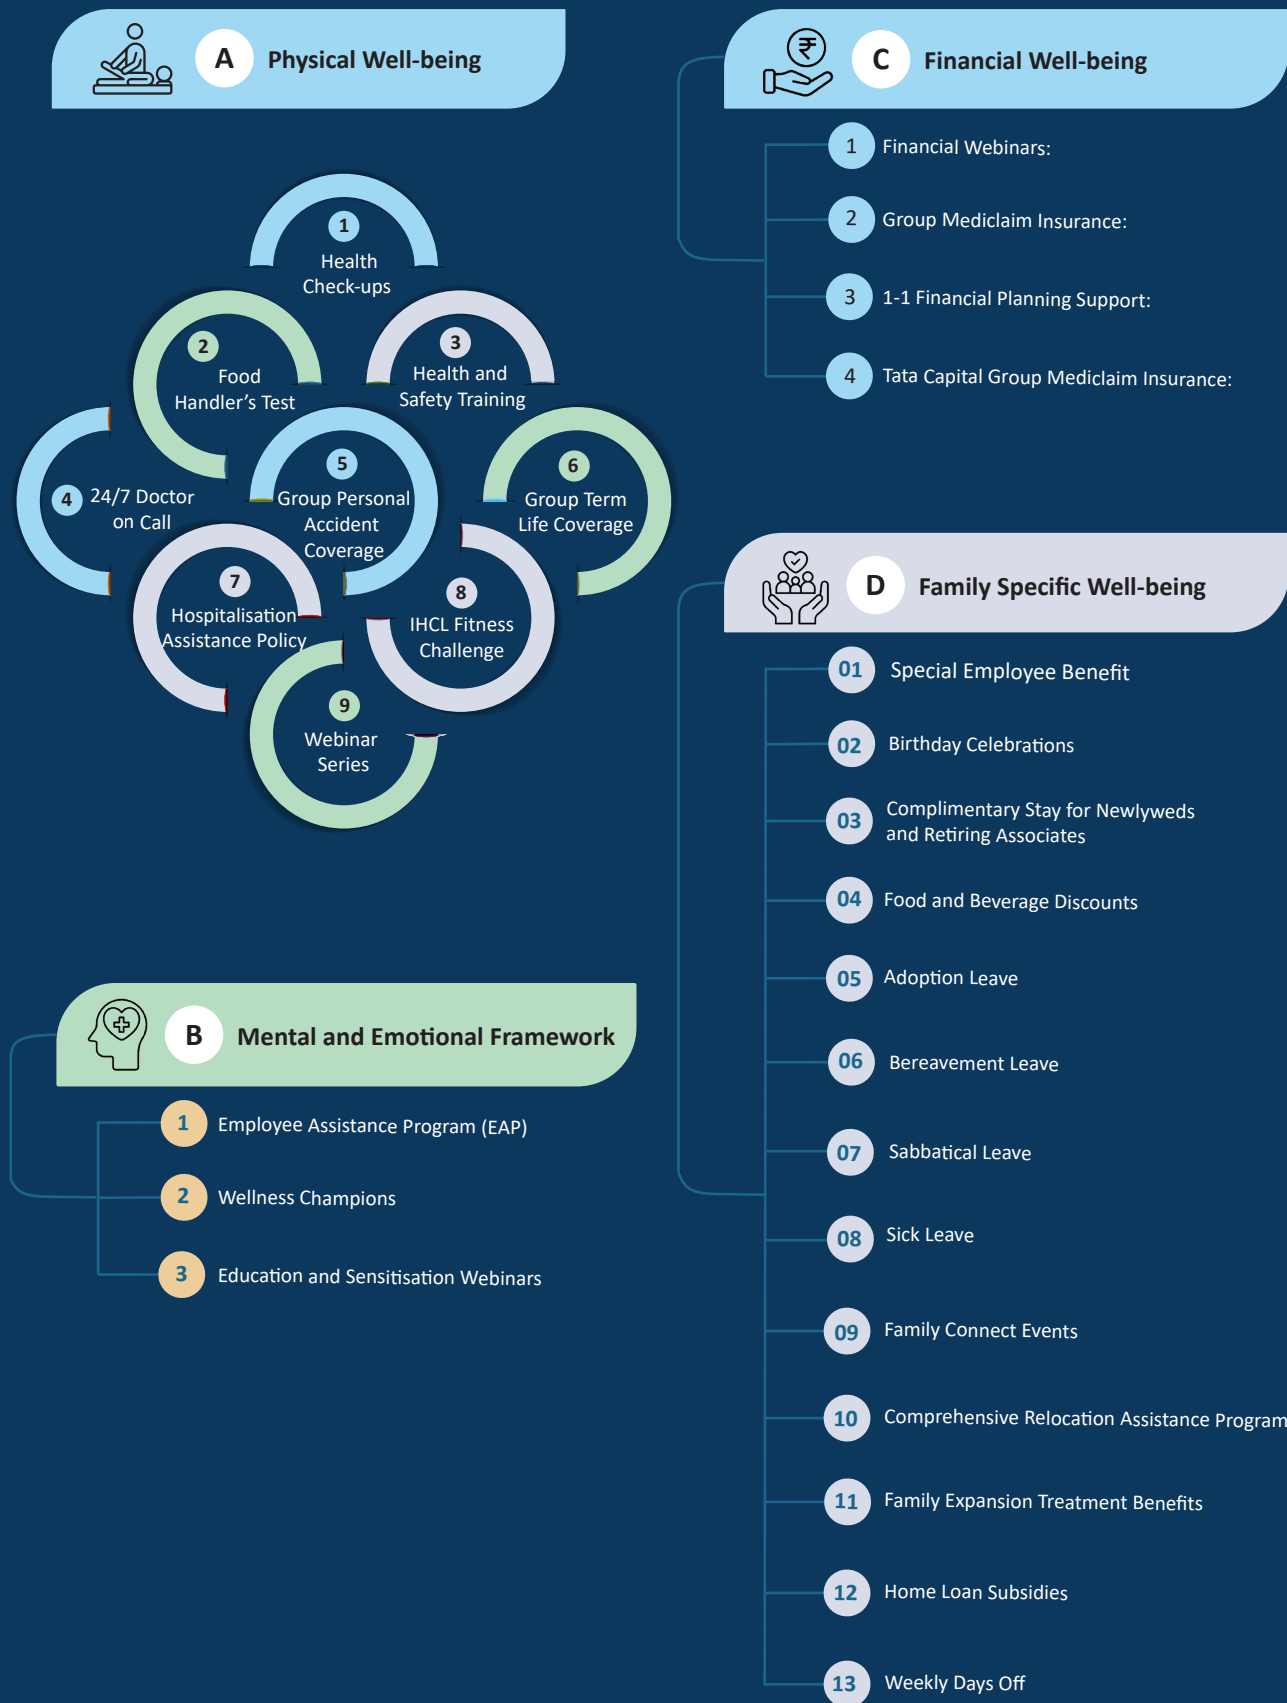 A Physical Well-being
1
Health
Check-ups
2
Food
Handler's Test
3
Health and
Safety Training
4
24/7 Doctor
on Call
5
Group Personal
Accident
Coverage
6
Group Term
Life Coverage
7
Hospitalisation
Assistance Policy
8
IHCL Fitness
Challenge
9
Webinar
Series
B Mental and Emotional Framework
1 Employee Assistance Program (EAP)
2 Wellness Champions
3 Education and Sensitisation Webinars
₹
C Financial Well-being
1 Financial Webinars:
2 Group Mediclaim Insurance:
3 1-1 Financial Planning Support:
4 Tata Capital Group Mediclaim Insurance:
D Family Specific Well-being
01 Special Employee Benefit
02 Birthday Celebrations
03 Complimentary Stay for Newlyweds
and Retiring Associates
04 Food and Beverage Discounts
05 Adoption Leave
06 Bereavement Leave
07 Sabbatical Leave
08 Sick Leave
09 Family Connect Events
10 Comprehensive Relocation Assistance Program
11 Family Expansion Treatment Benefits
12 Home Loan Subsidies
13 Weekly Days Off